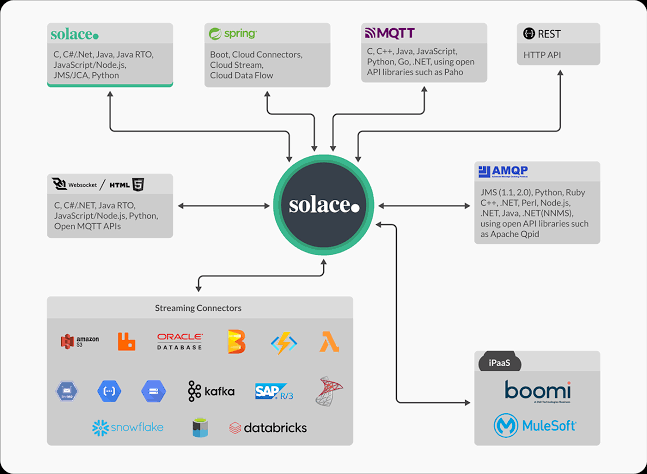 solace.
C, C#/.Net, Java, Java RTO,
JavaScript/Node.js,
JMS/JCA, Python
spring
Boot, Cloud Connectors,
Cloud Stream,
Cloud Data Flow
MQTT
C, C++, Java, JavaScript,
Python, Go, .NET, using open
API libraries such as Paho
REST
HTTP API
Websocket / HTML 5
C, C#/.NET, Java RTO,
JavaScript/Node.js, Python,
Open MQTT APIs
solace.
AMQP
JMS (1.1, 2.0), Python, Ruby
C++, .NET, Perl, Node.js,
.NET, Java, .NET(NNMS),
using open API libraries such
as Apache Qpid
Streaming Connectors
amazon
S3
ORACLE
DATABASE
kafka
SAP R/3
snowflake
databricks
iPaaS
boomi
MuleSoft